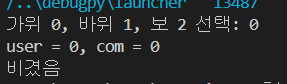 /..\debugpy\launcher 13487
가위 0, 바위 1, 보 2 선택: 0
user = 0, com = 0
비겼음